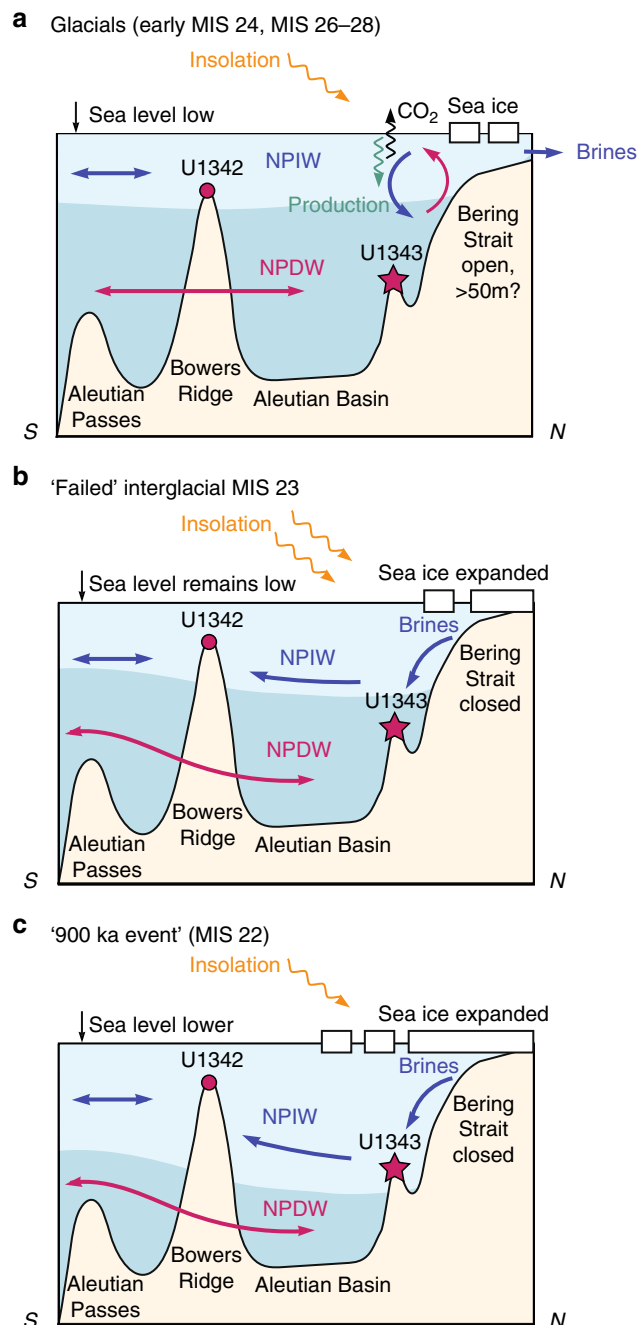 a Glacials (early MIS 24, MIS 26–28)
Insolation
Sea level low
CO2
Sea ice
NPIW
Brines
U1342
Production
U1343
Bering
Strait
open,
>50m?
NPDW
Bowers
Ridge
Aleutian
Passes
Aleutian Basin
S
N
b 'Failed' interglacial MIS 23
Insolation
Sea level remains low
Sea ice expanded
U1342
Brines
NPIW
Bering
Strait
closed
U1343
NPDW
Bowers
Ridge
Aleutian
Passes
Aleutian Basin
S
N
c '900 ka event' (MIS 22)
Insolation
Sea level lower
Sea ice expanded
U1342
Brines
NPIW
Bering
Strait
closed
U1343
NPDW
Bowers
Ridge
Aleutian
Passes
Aleutian Basin
S
N